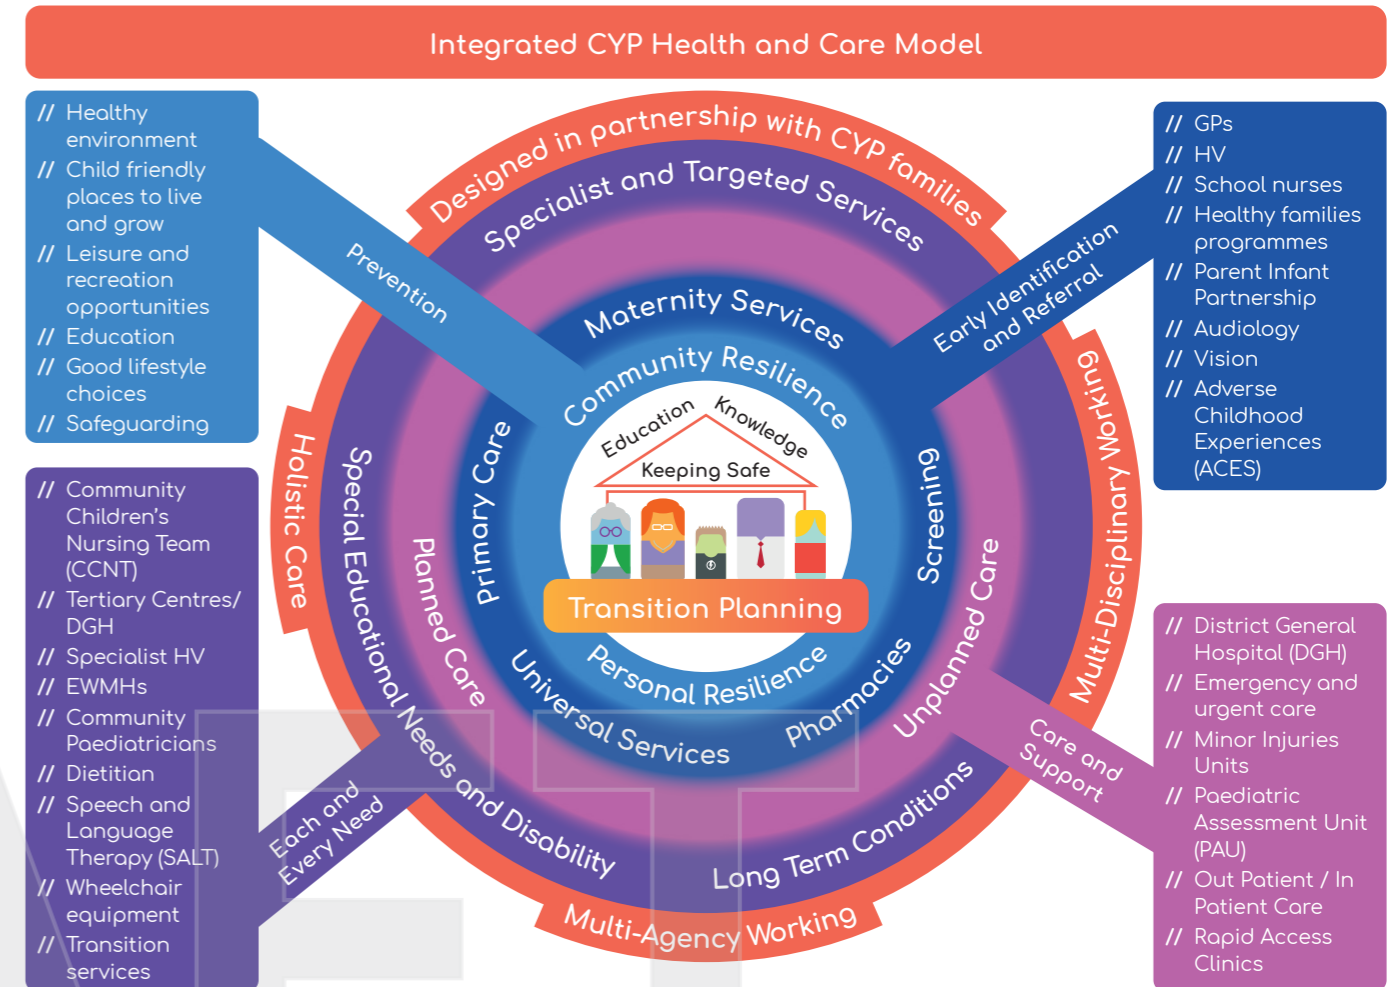 Integrated CYP Health and Care Model
// Healthy
environment
// Child friendly
places to live
and grow
// Leisure and
recreation
opportunities
// Education
// Good lifestyle
choices
// Safeguarding
Prevention
// Community
Children's
Nursing Team
(CCNT)
// Tertiary Centres/
DGH
// Specialist HV
// EWMHs
// Community
Paediatricians
// Dietitian
// Speech and
Language
Therapy (SALT)
// Wheelchair
equipment
// Transition
services
Each and
Every Need
Designed in partnership with CYP families
Holistic Care
Multi-Disciplinary Working
Multi-Agency Working
Specialist and Targeted Services
Special Educational Needs and Disability
Long Term Conditions
Planned Care
Unplanned Care
Maternity Services
Primary Care
Screening
Universal Services
Pharmacies
Community Resilience
Personal Resilience
Education
Knowledge
Keeping Safe
Transition Planning
Early Identification
and Referral
// GPs
// HV
// School nurses
// Healthy families
programmes
// Parent Infant
Partnership
// Audiology
// Vision
// Adverse
Childhood
Experiences
(ACES)
Care and
Support
// District General
Hospital (DGH)
// Emergency and
urgent care
// Minor Injuries
Units
// Paediatric
Assessment Unit
(PAU)
// Out Patient / In
Patient Care
// Rapid Access
Clinics